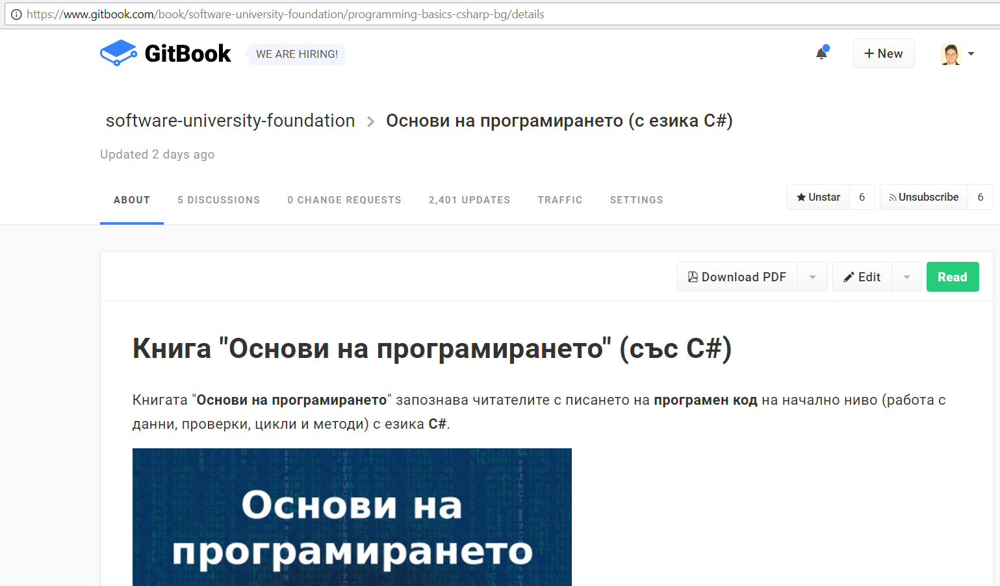 https://www.gitbook.com/book/software-university-foundation/programming-basics-csharp-bg/details
GitBook WE ARE HIRING! + New
software-university-foundation > Основи на програмирането (с езика C#)
Updated 2 days ago
ABOUT 5 DISCUSSIONS 0 CHANGE REQUESTS 2,401 UPDATES TRAFFIC SETTINGS Unstar 6 Unsubscribe 6
Download PDF Edit Read
Книга "Основи на програмирането" (със C#)
Книгата "Основи на програмирането" запознава читателите с писането на програмен код на начално ниво (работа с
данни, проверки, цикли и методи) с езика C#.
Основи на
програмирането